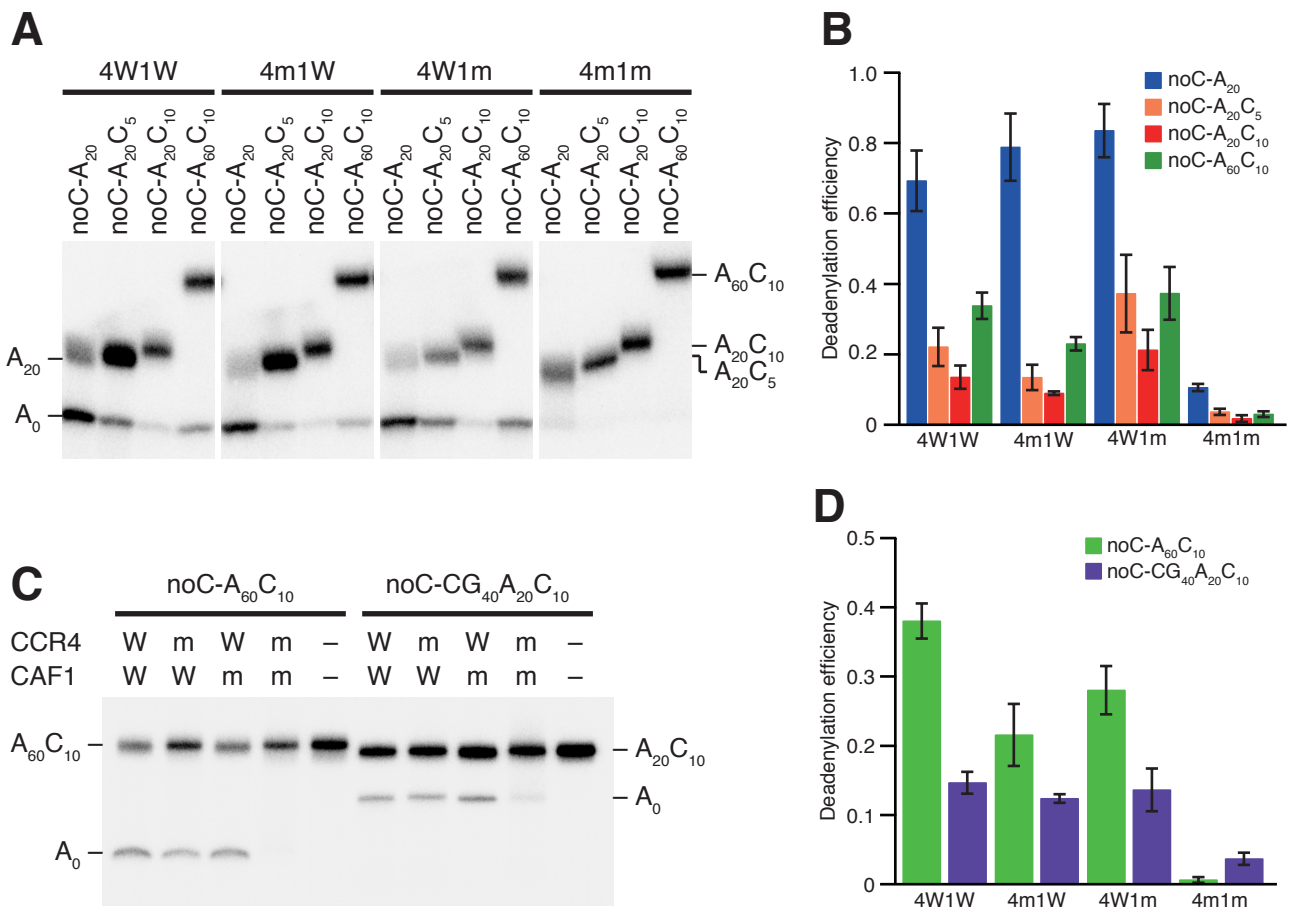 A
4W1W 4m1W 4W1m 4m1m
noC-A20 noC-A20C5 noC-A20C10 noC-A60C10 noC-A20 noC-A20C5 noC-A20C10 noC-A60C10 noC-A20 noC-A20C5 noC-A20C10 noC-A60C10 noC-A20 noC-A20C5 noC-A20C10 noC-A60C10
A60C10
A20
A20C10
A20C5
A0
B
Deadenylation efficiency
1.0
0.8
0.6
0.4
0.2
0
noC-A20
noC-A20C5
noC-A20C10
noC-A60C10
4W1W 4m1W 4W1m 4m1m
C
noC-A60C10 noC-CG40A20C10
CCR4 W m W m – W m W m –
CAF1 W W m m – W W m m –
A60C10
A20C10
A0
A0
D
Deadenylation efficiency
0.5
0.4
0.3
0.2
0.1
0
noC-A60C10
noC-CG40A20C10
4W1W 4m1W 4W1m 4m1m